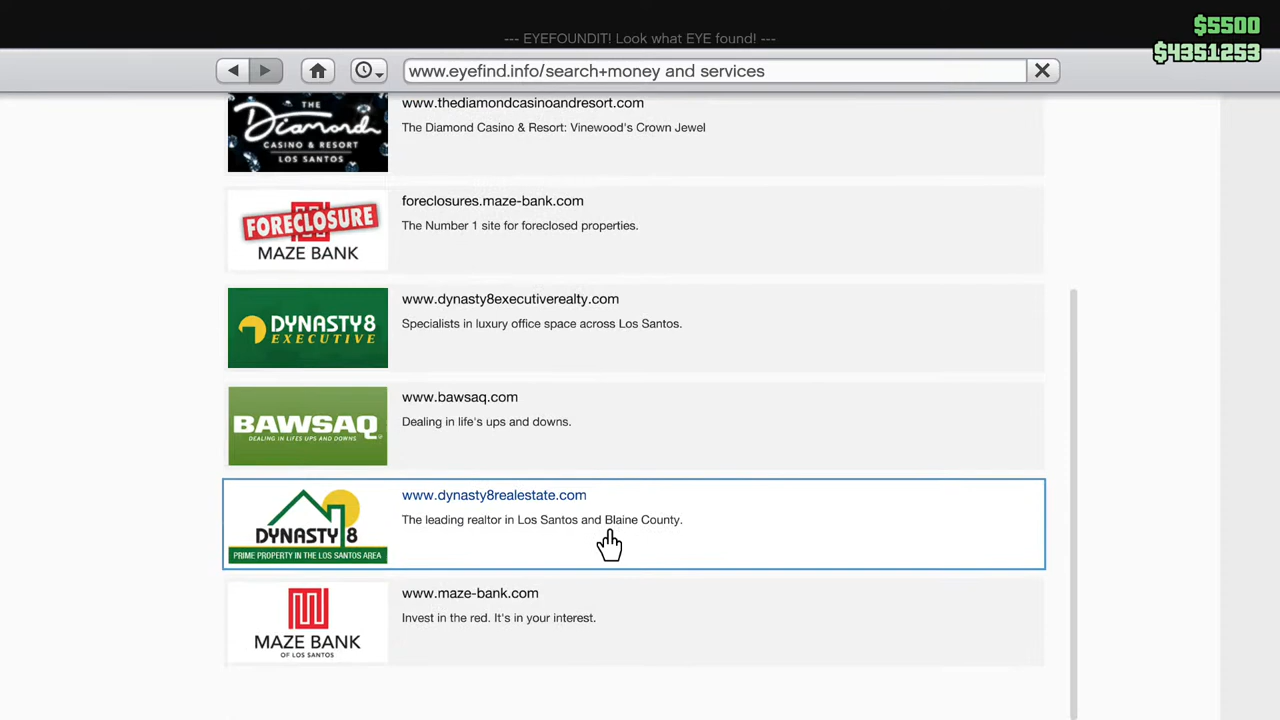 $5500
--- EYEFOUNDIT! Look what EYE found! ---
$4351253
www.eyefind.info/search+money and services
THE
Diamond
CASINO & RESORT
LOS SANTOS
www.thediamondcasinoandresort.com
The Diamond Casino & Resort: Vinewood's Crown Jewel
FORECLOSURE
MAZE BANK
foreclosures.maze-bank.com
The Number 1 site for foreclosed properties.
DYNASTY8
EXECUTIVE
www.dynasty8executiverealty.com
Specialists in luxury office space across Los Santos.
BAWSAQ
DEALING IN LIFES UPS AND DOWNS
www.bawsaq.com
Dealing in life's ups and downs.
DYNASTY 8
PRIME PROPERTY IN THE LOS SANTOS AREA
www.dynasty8realestate.com
The leading realtor in Los Santos and Blaine County.
MAZE BANK
OF LOS SANTOS
www.maze-bank.com
Invest in the red. It's in your interest.